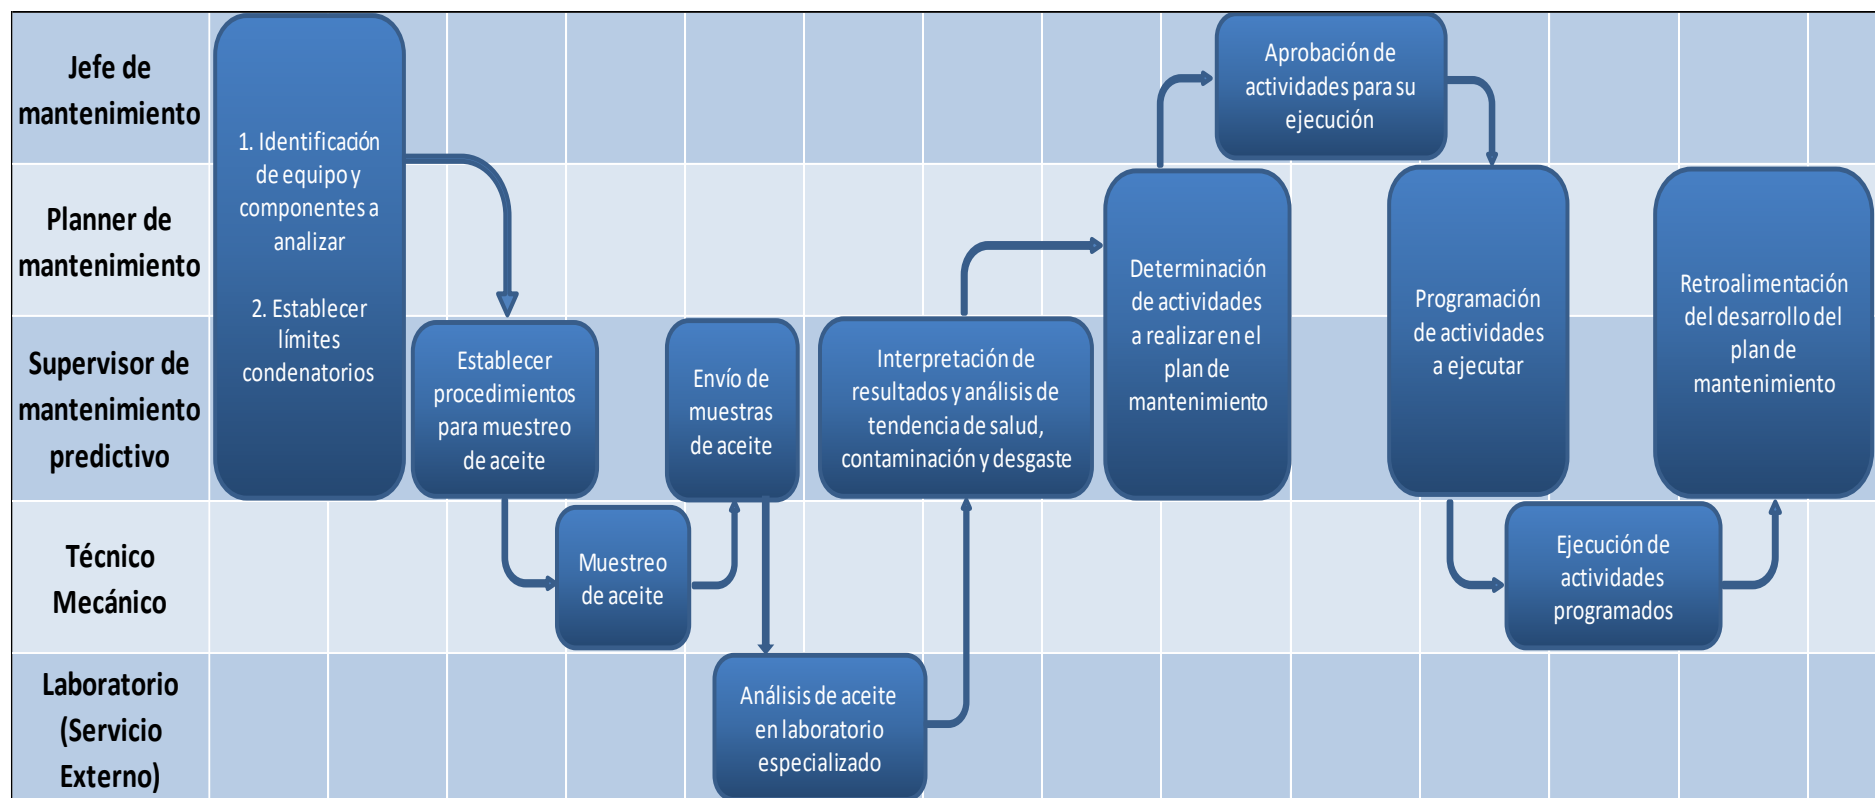 Jefe de
mantenimiento
Planner de
mantenimiento
Supervisor de
mantenimiento
predictivo
Técnico
Mecánico
Laboratorio
(Servicio
Externo)
1. Identificación
de equipo y
componentes a
analizar
2. Establecer
límites
condenatorios
Establecer
procedimientos
para muestreo
de aceite
Muestreo
de aceite
Envío de
muestras
de aceite
Análisis de aceite
en laboratorio
especializado
Interpretación de
resultados y análisis de
tendencia de salud,
contaminación y desgaste
Determinación
de actividades
a realizar en el
plan de
mantenimiento
Aprobación de
actividades para su
ejecución
Programación
de actividades
a ejecutar
Ejecución de
actividades
programados
Retroalimentación
del desarrollo del
plan de
mantenimiento